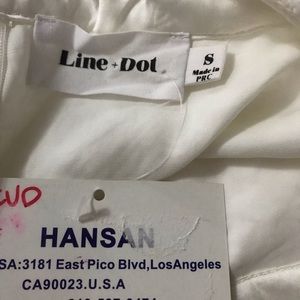 Line + Dot
S
Made in
PRC
HANSAN
SA:3181 East Pico Blvd,LosAngeles
CA90023.U.S.A